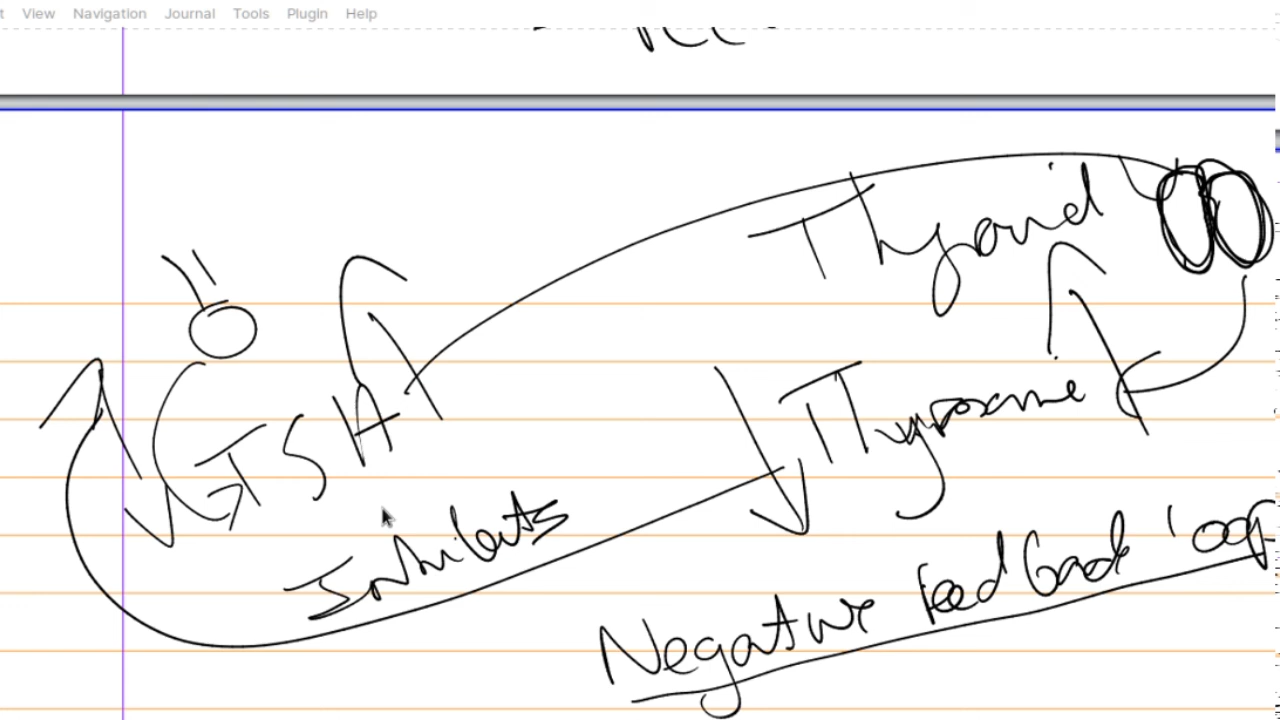 View Navigation Journal Tools Plugin Help
Thyroid
TSH
Thyroxine
Inhibits
Negative Feedback loop